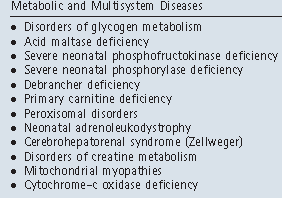 Metabolic and Multisystem Diseases
• Disorders of glycogen metabolism
• Acid maltase deficiency
• Severe neonatal phosphofructokinase deficiency
• Severe neonatal phosphorylase deficiency
• Debrancher deficiency
• Primary carnitine deficiency
• Peroxisomal disorders
• Neonatal adrenoleukodystrophy
• Cerebrohepatorenal syndrome (Zellweger)
• Disorders of creatine metabolism
• Mitochondrial myopathies
• Cytochrome-c oxidase deficiency